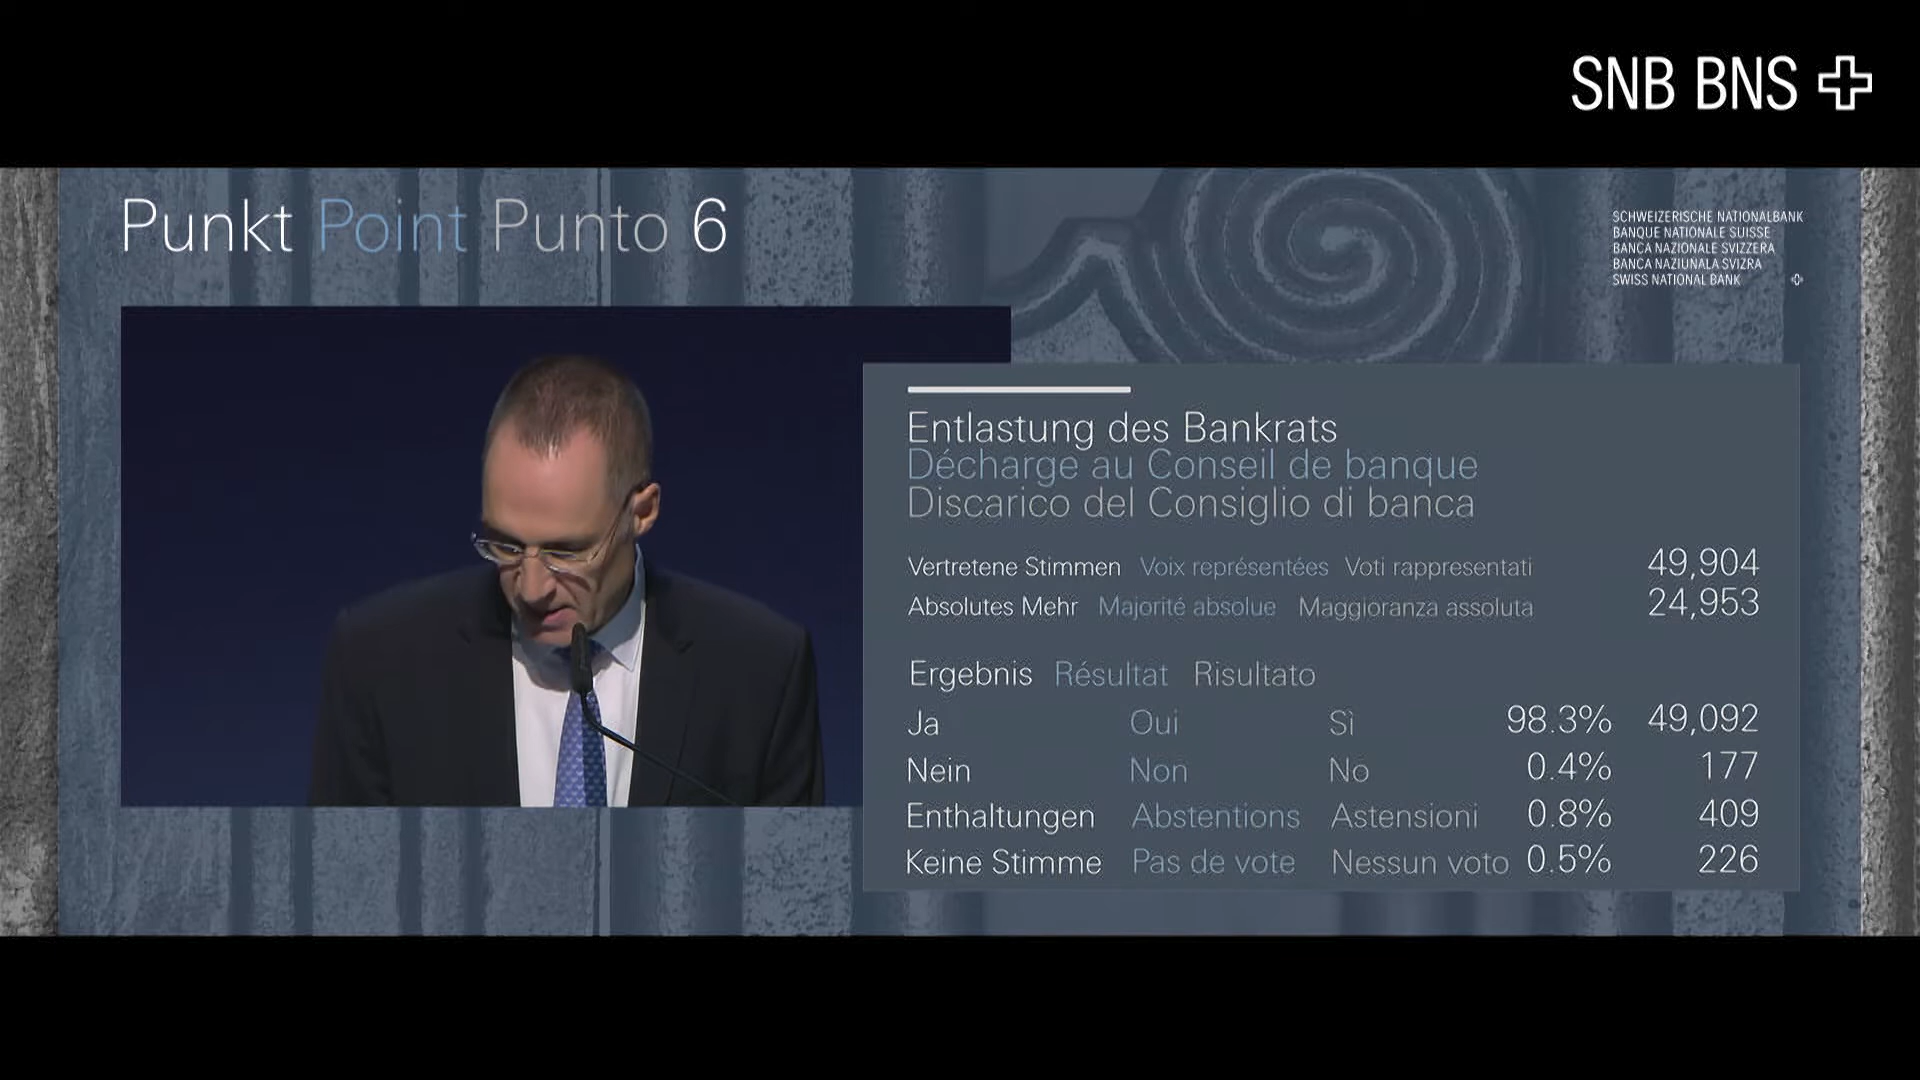 SNB BNS
Punkt Point Punto 6
SCHWEIZERISCHE NATIONALBANK
BANQUE NATIONALE SUISSE
BANCA NAZIONALE SVIZZERA
BANCA NAZIUNALA SVIZRA
SWISS NATIONAL BANK
Entlastung des Bankrats
Décharge au Conseil de banque
Discarico del Consiglio di banca
Vertretene Stimmen Voix représentées Voti rappresentati 49,904
Absolutes Mehr Majorité absolue Maggioranza assoluta 24,953
Ergebnis Résultat Risultato
Ja Oui Sì 98.3% 49,092
Nein Non No 0.4% 177
Enthaltungen Abstentions Astensioni 0.8% 409
Keine Stimme Pas de vote Nessun voto 0.5% 226